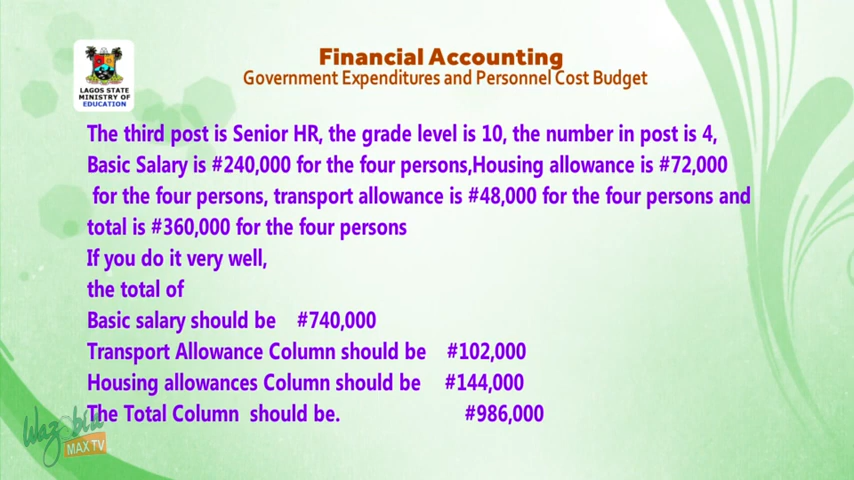 LAGOS STATE
MINISTRY OF
EDUCATION
Financial Accounting
Government Expenditures and Personnel Cost Budget
The third post is Senior HR, the grade level is 10, the number in post is 4,
Basic Salary is #240,000 for the four persons,Housing allowance is #72,000
for the four persons, transport allowance is #48,000 for the four persons and
total is #360,000 for the four persons
If you do it very well,
the total of
Basic salary should be #740,000
Transport Allowance Column should be #102,000
Housing allowances Column should be #144,000
The Total Column should be. #986,000
Wazobia
MAX TV